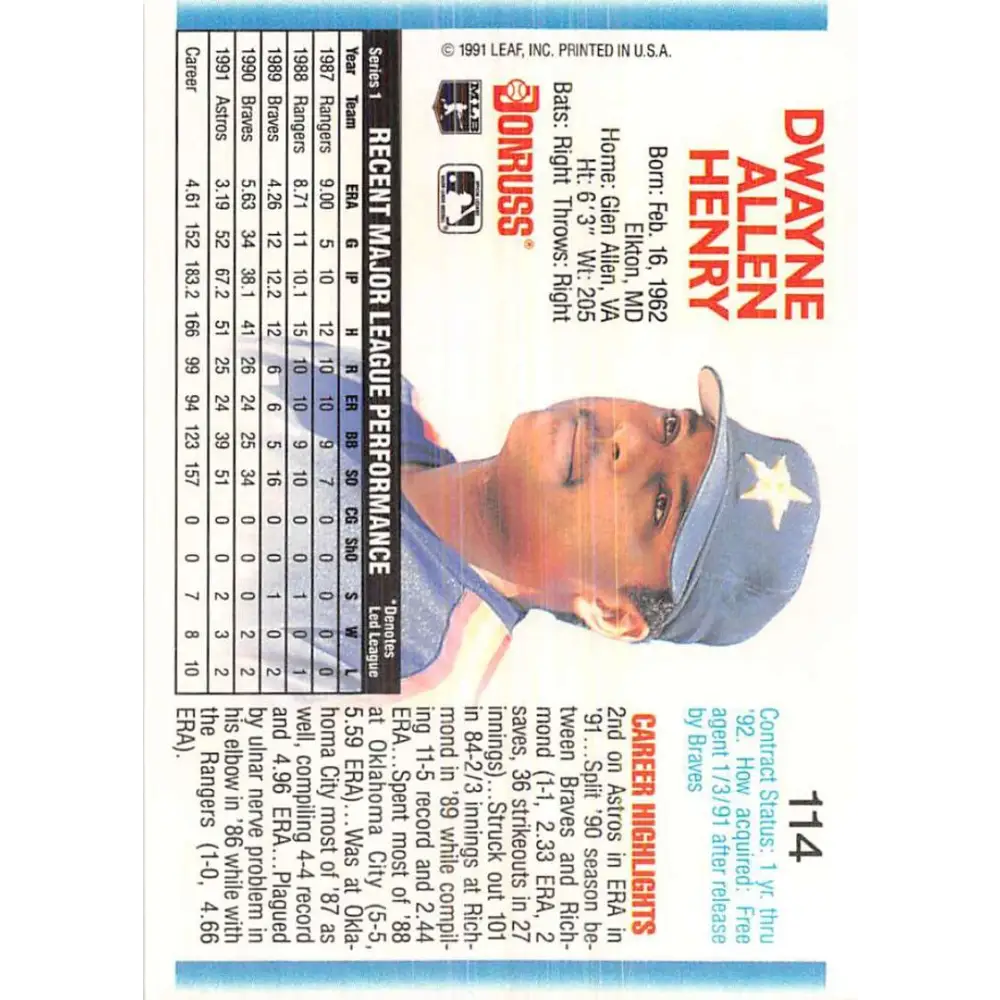 DWAYNE
ALLEN
HENRY
Born: Feb. 16, 1962
Elkton, MD
Home: Glen Allen, VA
Ht: 6'3" Wt: 205
Bats: Right Throws: Right
DONRUSS®
MLB
© 1991 LEAF, INC. PRINTED IN U.S.A.
114
Contract Status: 1 yr. thru
'92. How acquired: Free
agent 1/3/91 after release
by Braves
CAREER HIGHLIGHTS
2nd on Astros in ERA in
'91...Split '90 season be-
tween Braves and Rich-
mond (1-1, 2.33 ERA, 2
saves, 36 strikeouts in 27
innings)...Struck out 101
in 84-2/3 innings at Rich-
mond in '89 while compil-
ing 11-5 record and 2.44
ERA...Spent most of '88
at Oklahoma City (5-5,
5.59 ERA)...Was at Okla-
homa City most of '87 as
well, compiling 4-4 record
and 4.96 ERA...Plagued
by ulnar nerve problem in
his elbow in '86 while with
the Rangers (1-0, 4.66
ERA).
Series 1 RECENT MAJOR LEAGUE PERFORMANCE *Denotes
Led League
Year Team ERA G IP H R ER BB SO CG ShO S W L
1987 Rangers 9.00 5 10 12 10 10 9 7 0 0 0 0 0
1988 Rangers 8.71 11 10.1 15 10 10 9 10 0 0 1 0 1
1989 Braves 4.26 12 12.2 12 6 6 5 16 0 0 1 0 2
1990 Braves 5.63 34 38.1 41 26 24 25 34 0 0 0 2 2
1991 Astros 3.19 52 67.2 51 25 24 39 51 0 0 2 3 2
Career 4.61 152 183.2 166 99 94 123 157 0 0 7 8 10